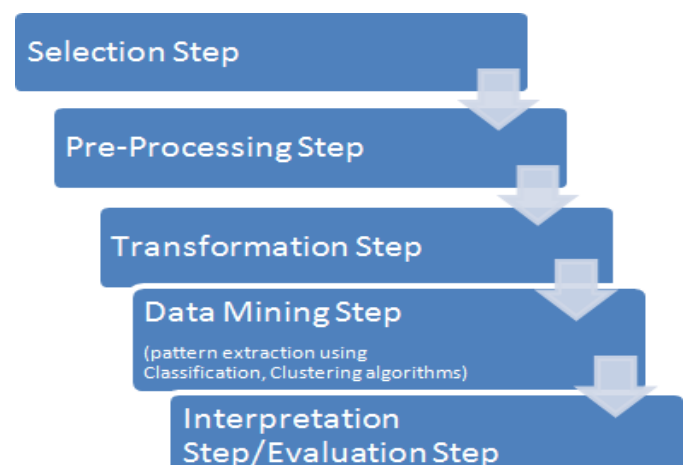 Selection Step
Pre-Processing Step
Transformation Step
Data Mining Step
(pattern extraction using
Classification, Clustering algorithms)
Interpretation
Step/Evaluation Step